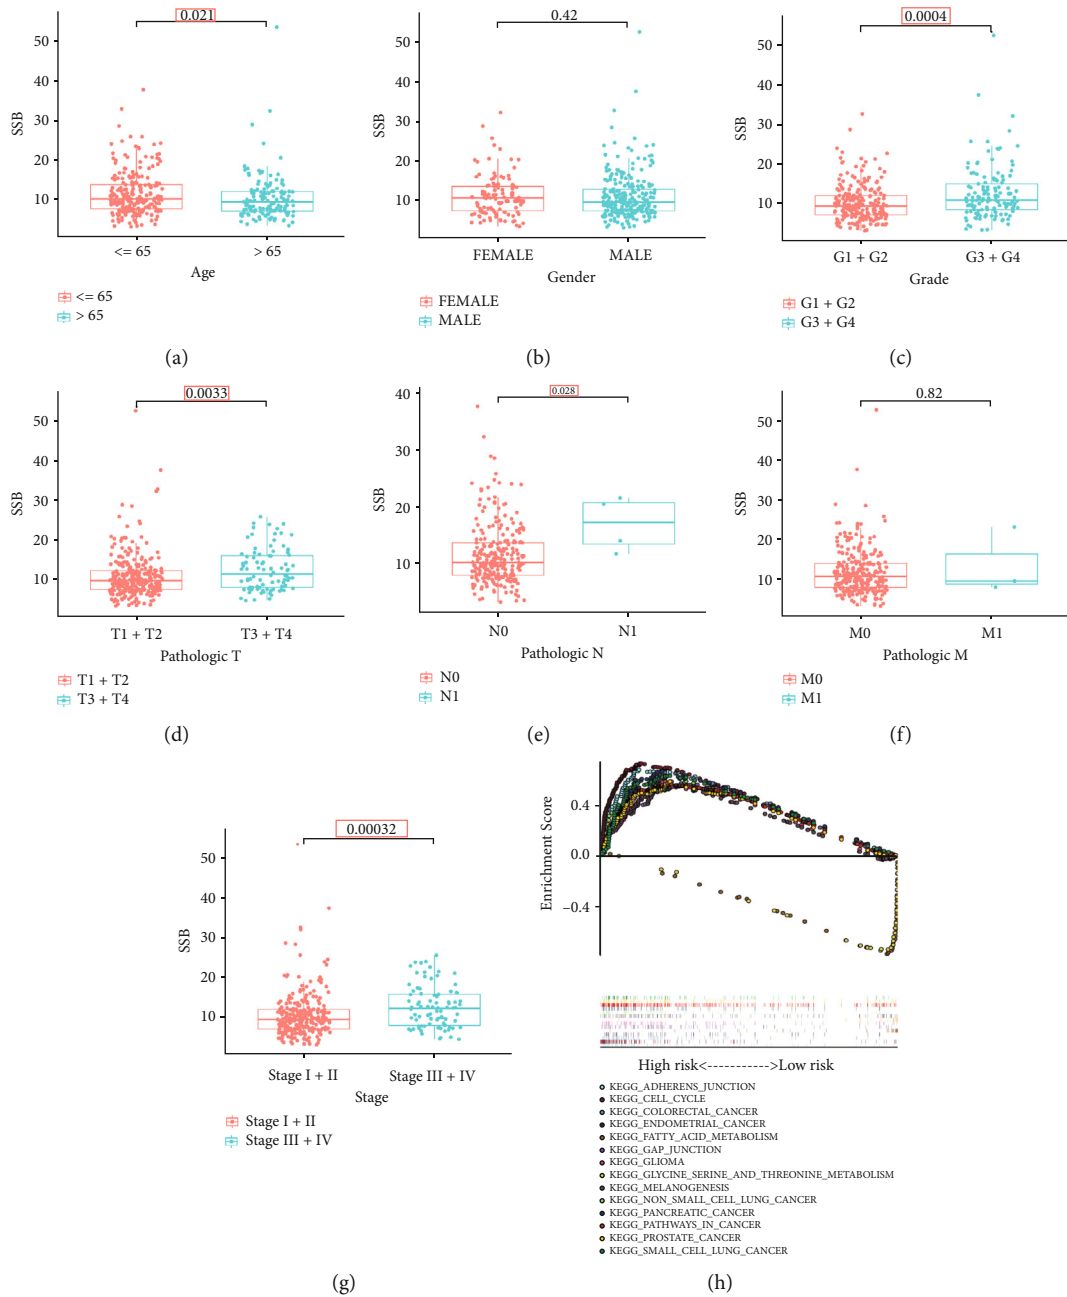 0.021
50
40
30
20
10
SSB
<= 65
> 65
Age
<= 65
> 65
(a)
0.42
50
40
30
20
10
SSB
FEMALE
MALE
Gender
FEMALE
MALE
(b)
0.0004
50
40
30
20
10
SSB
G1 + G2
G3 + G4
Grade
G1 + G2
G3 + G4
(c)
0.0033
50
40
30
20
10
SSB
T1 + T2
T3 + T4
Pathologic T
T1 + T2
T3 + T4
(d)
0.028
40
30
20
10
SSB
N0
N1
Pathologic N
N0
N1
(e)
0.82
50
40
30
20
10
SSB
M0
M1
Pathologic M
M0
M1
(f)
0.00032
50
40
30
20
10
SSB
Stage I + II
Stage III + IV
Stage
Stage I + II
Stage III + IV
(g)
0.4
0.0
−0.4
Enrichment Score
High risk<----------->Low risk
KEGG_ADHERENS_JUNCTION
KEGG_CELL_CYCLE
KEGG_COLORECTAL_CANCER
KEGG_ENDOMETRIAL_CANCER
KEGG_FATTY_ACID_METABOLISM
KEGG_GAP_JUNCTION
KEGG_GLIOMA
KEGG_GLYCINE_SERINE_AND_THREONINE_METABOLISM
KEGG_MELANOGENESIS
KEGG_NON_SMALL_CELL_LUNG_CANCER
KEGG_PANCREATIC_CANCER
KEGG_PATHWAYS_IN_CANCER
KEGG_PROSTATE_CANCER
KEGG_SMALL_CELL_LUNG_CANCER
(h)